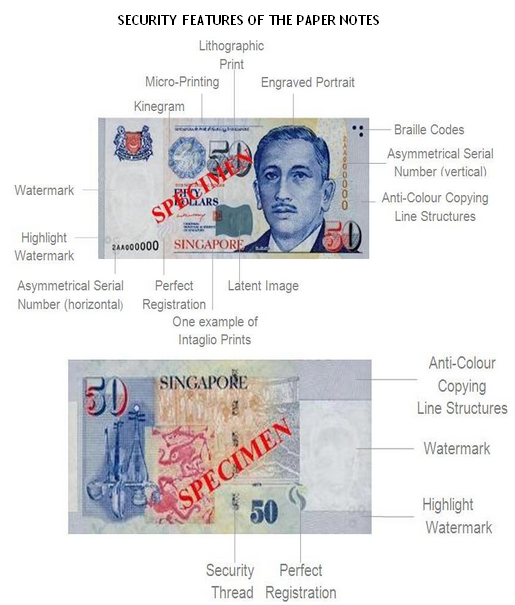 SECURITY FEATURES OF THE PAPER NOTES
Lithographic
Print
Micro-Printing
Engraved Portrait
Kinegram
Braille Codes
Asymmetrical Serial
Number (vertical)
Watermark
Anti-Colour Copying
Line Structures
Highlight
Watermark
50
FIFTY
DOLLARS
SPECIMEN
2AA000000
2AA000000
SINGAPORE
50
Asymmetrical Serial
Number (horizontal)
Perfect
Registration
Latent Image
One example of
Intaglio Prints
50
SINGAPORE
SPECIMEN
50
Anti-Colour
Copying
Line Structures
Watermark
Highlight
Watermark
Security
Thread
Perfect
Registration